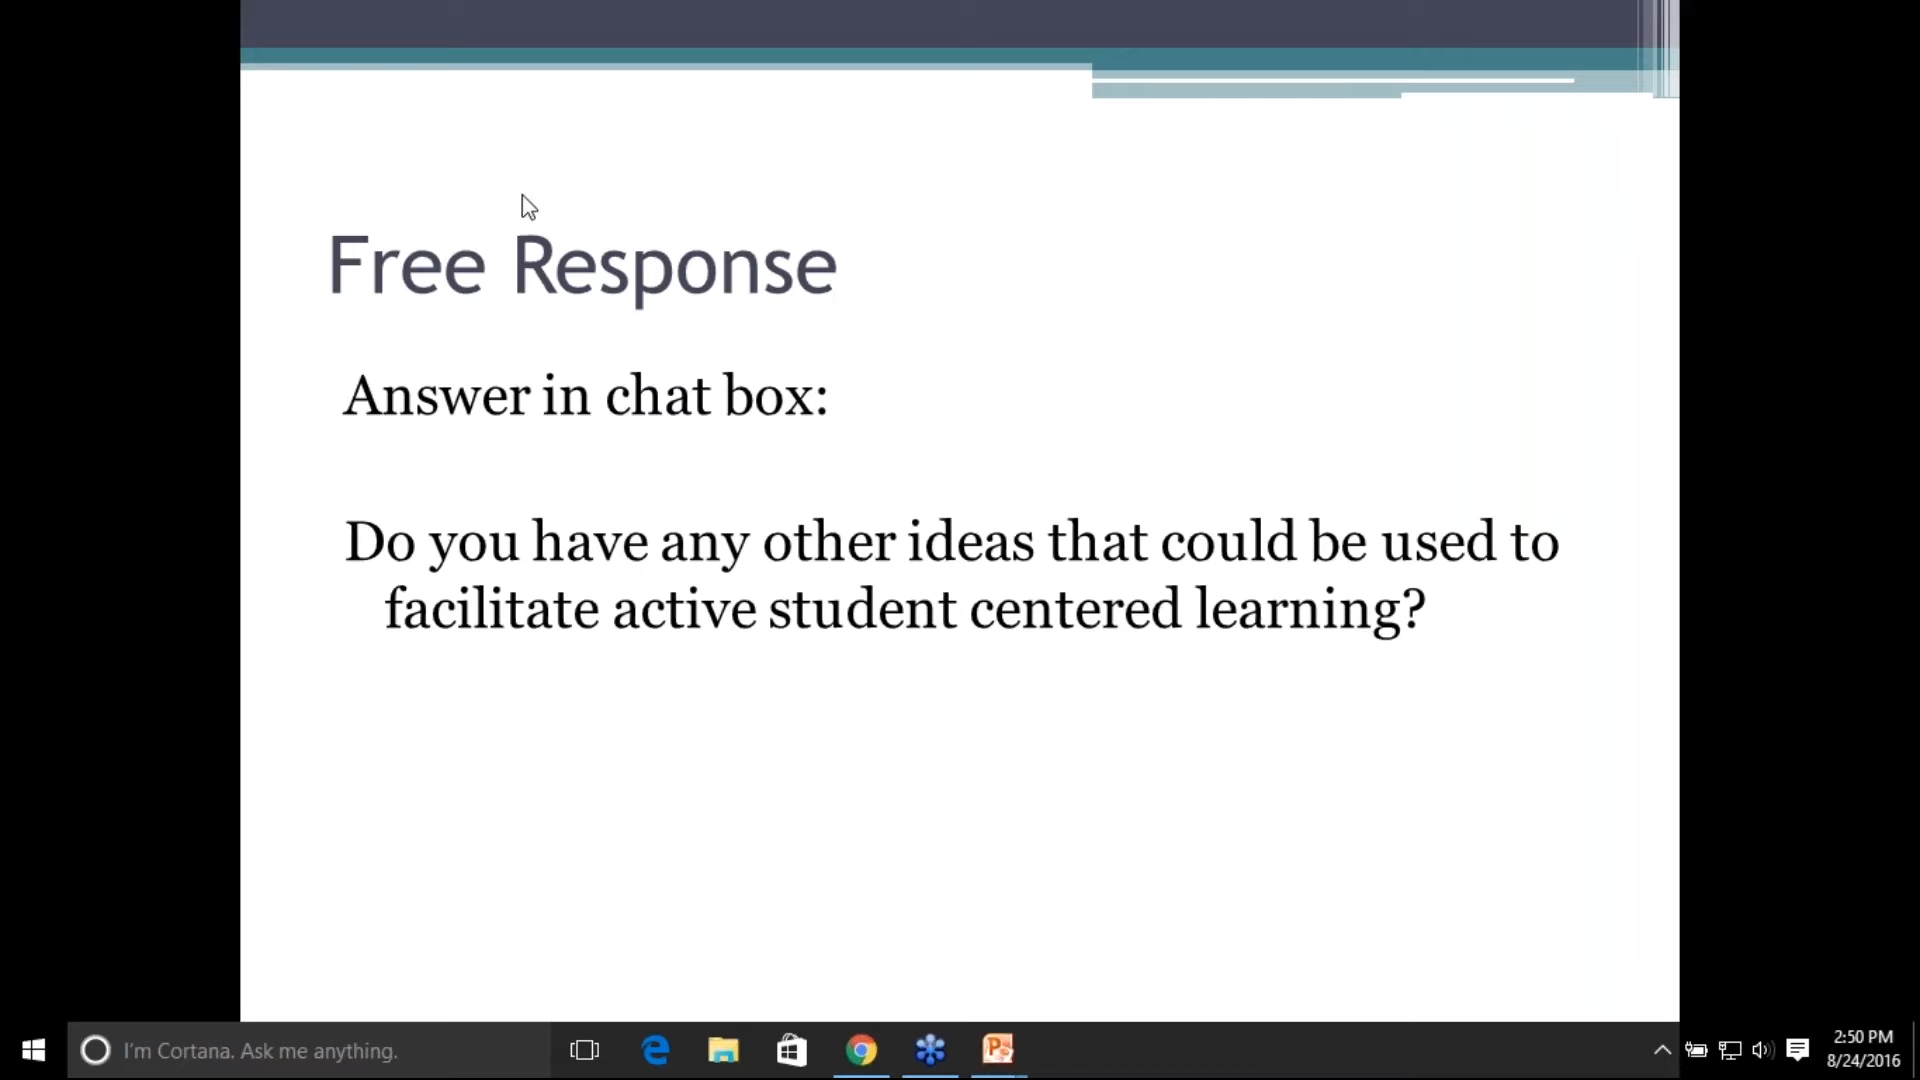 Free Response
Answer in chat box:
Do you have any other ideas that could be used to
facilitate active student centered learning?
I'm Cortana. Ask me anything.
2:50 PM
8/24/2016